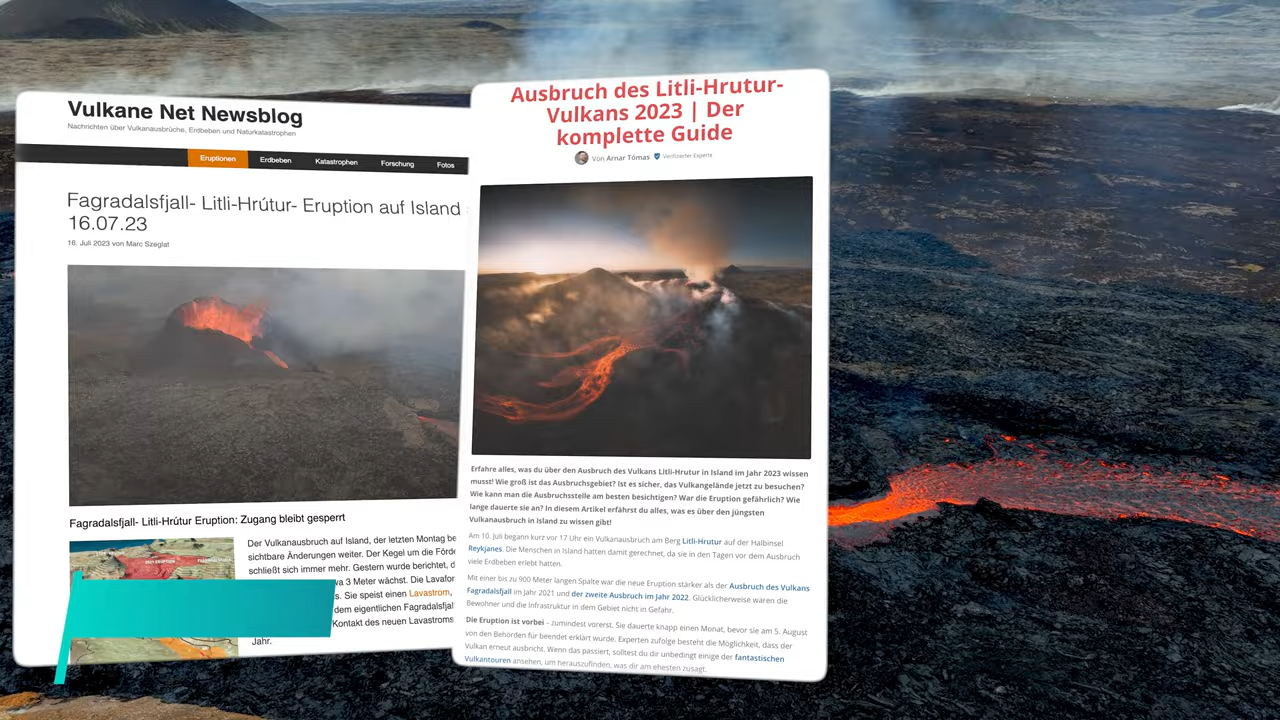 Vulkane Net Newsblog
Nachrichten über Vulkanausbrüche, Erdbeben und Naturkatastrophen
Eruptionen Erdbeben Katastrophen Forschung Fotos
Fagradalsfjall- Litli-Hrútur- Eruption auf Island
16.07.23
16. Juli 2023 von Marc Szeglat
Fagradalsfjall- Litli-Hrútur Eruption: Zugang bleibt gesperrt
Der Vulkanausbruch auf Island, der letzten Montag be
sichtbare Änderungen weiter. Der Kegel um die Förde
schließt sich immer mehr. Gestern wurde berichtet, d
wa 3 Meter wächst. Die Lavafor
s. Sie speist einen Lavastrom,
dem eigentlichen Fagradalsfjal
Kontakt des neuen Lavastroms
Jahr.
Ausbruch des Litli-Hrutur-
Vulkans 2023 | Der
komplette Guide
Von Arnar Tómas Verifizierter Experte
Erfahre alles, was du über den Ausbruch des Vulkans Litli-Hrutur in Island im Jahr 2023 wissen
musst! Wie groß ist das Ausbruchsgebiet? Ist es sicher, das Vulkangelände jetzt zu besuchen?
Wie kann man die Ausbruchsstelle am besten besichtigen? War die Eruption gefährlich? Wie
lange dauerte sie an? In diesem Artikel erfährst du alles, was es über den jüngsten
Vulkanausbruch in Island zu wissen gibt!
Am 10. Juli begann kurz vor 17 Uhr ein Vulkanausbruch am Berg Litli-Hrutur auf der Halbinsel
Reykjanes. Die Menschen in Island hatten damit gerechnet, da sie in den Tagen vor dem Ausbruch
viele Erdbeben erlebt hatten.
Mit einer bis zu 900 Meter langen Spalte war die neue Eruption stärker als der Ausbruch des Vulkans
Fagradalsfjall im Jahr 2021 und der zweite Ausbruch im Jahr 2022. Glücklicherweise waren die
Bewohner und die Infrastruktur in dem Gebiet nicht in Gefahr.
Die Eruption ist vorbei – zumindest vorerst. Sie dauerte knapp einen Monat, bevor sie am 5. August
von den Behörden für beendet erklärt wurde. Experten zufolge besteht die Möglichkeit, dass der
Vulkan erneut ausbricht. Wenn das passiert, solltest du dir unbedingt einige der fantastischen
Vulkantouren ansehen, um herauszufinden, was dir am ehesten zusagt.